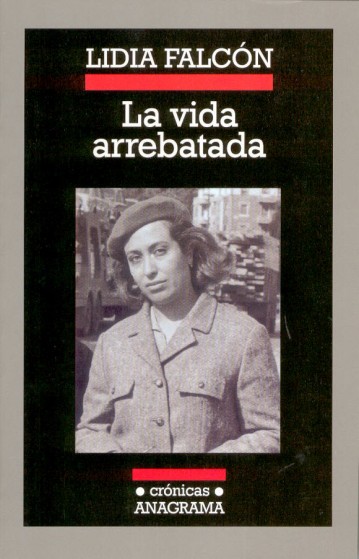 LIDIA FALCÓN
La vida
arrebatada
• crónicas •
ANAGRAMA